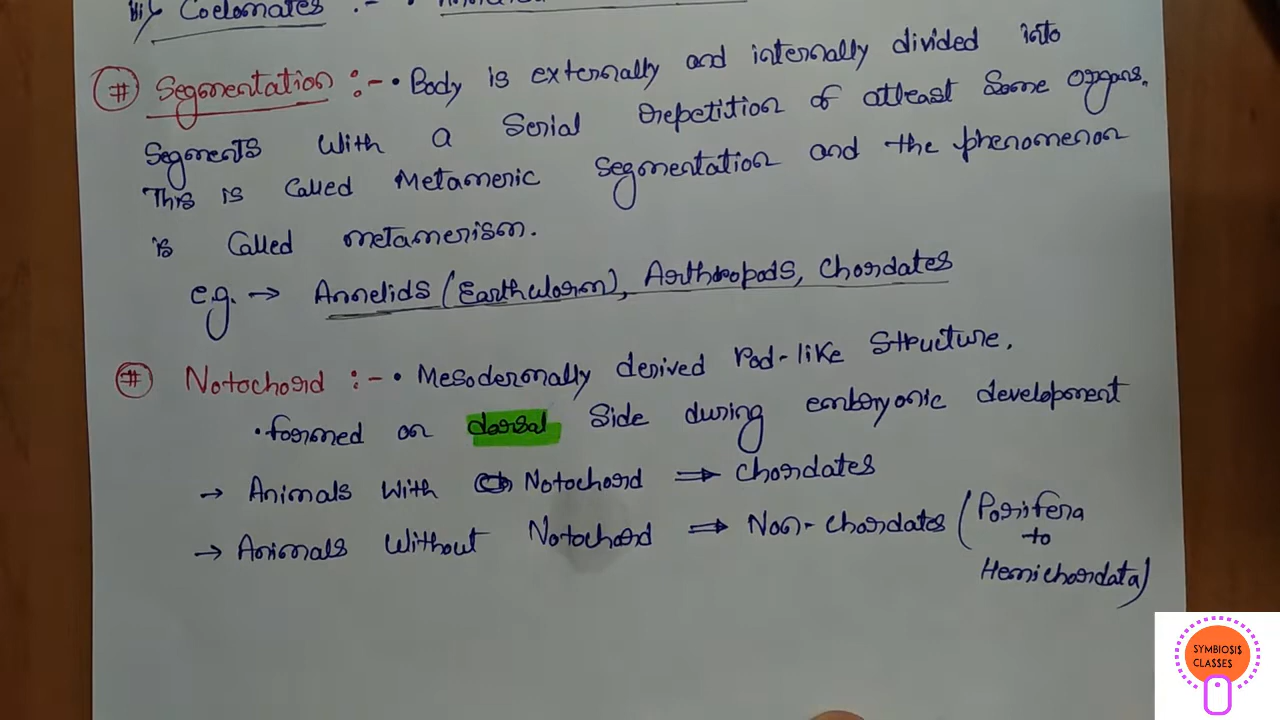 iii) Coelomates :- •
# Segmentation :- • Body is externally and internally divided into
Segments With a Serial repetition of atleast Some organs.
This is Called Metameric Segmentation and the phenomenon
is Called metamerism.
e.g. → Annelids (Earthworm), Arthropods, Chordates
# Notochord :- • Mesodermally derived rod-like Structure.
• formed on dorsal Side during embryonic development
→ Animals With Notochord ⇒ Chordates
→ Animals Without Notochord ⇒ Non-Chordates (Porifera
to
Hemichordata)
SYMBIOSIS
CLASSES